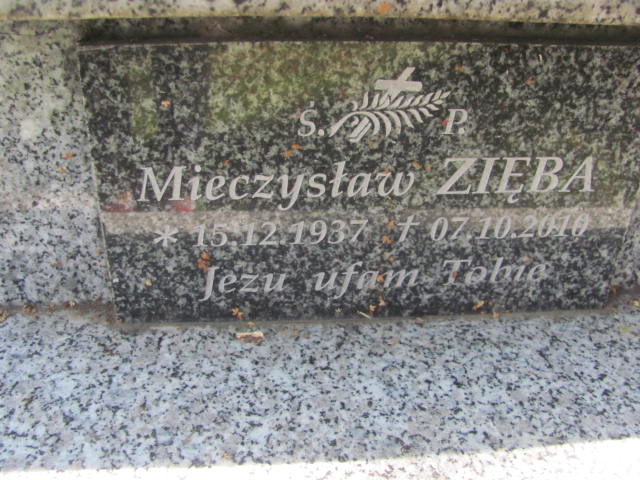 Ś. P.
Mieczysław ZIĘBA
* 15.12.1937 † 07.10.2010
Jezu ufam Tobie